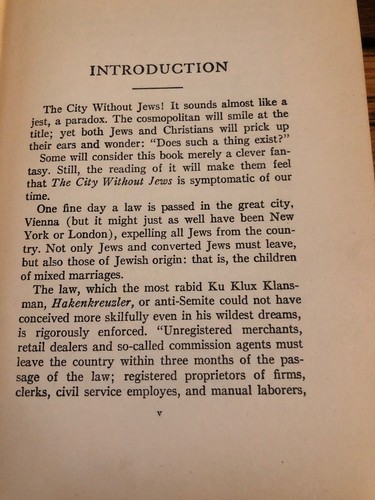 INTRODUCTION
The City Without Jews! It sounds almost like a
jest, a paradox. The cosmopolitan will smile at the
title; yet both Jews and Christians will prick up
their ears and wonder: "Does such a thing exist?"
Some will consider this book merely a clever fan-
tasy. Still, the reading of it will make them feel
that The City Without Jews is symptomatic of our
time.
One fine day a law is passed in the great city,
Vienna (but it might just as well have been New
York or London), expelling all Jews from the coun-
try. Not only Jews and converted Jews must leave,
but also those of Jewish origin: that is, the children
of mixed marriages.
The law, which the most rabid Ku Klux Klans-
man, Hakenkreuzler, or anti-Semite could not have
conceived more skilfully even in his wildest dreams,
is rigorously enforced. "Unregistered merchants,
retail dealers and so-called commission agents must
leave the country within three months of the pas-
sage of the law; registered proprietors of firms,
clerks, civil service employes, and manual laborers,
v